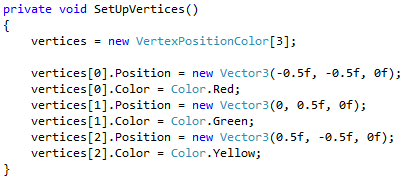 private void SetUpVertices()
{
vertices = new VertexPositionColor[3];
vertices[0].Position = new Vector3(-0.5f, -0.5f, 0f);
vertices[0].Color = Color.Red;
vertices[1].Position = new Vector3(0, 0.5f, 0f);
vertices[1].Color = Color.Green;
vertices[2].Position = new Vector3(0.5f, -0.5f, 0f);
vertices[2].Color = Color.Yellow;
}